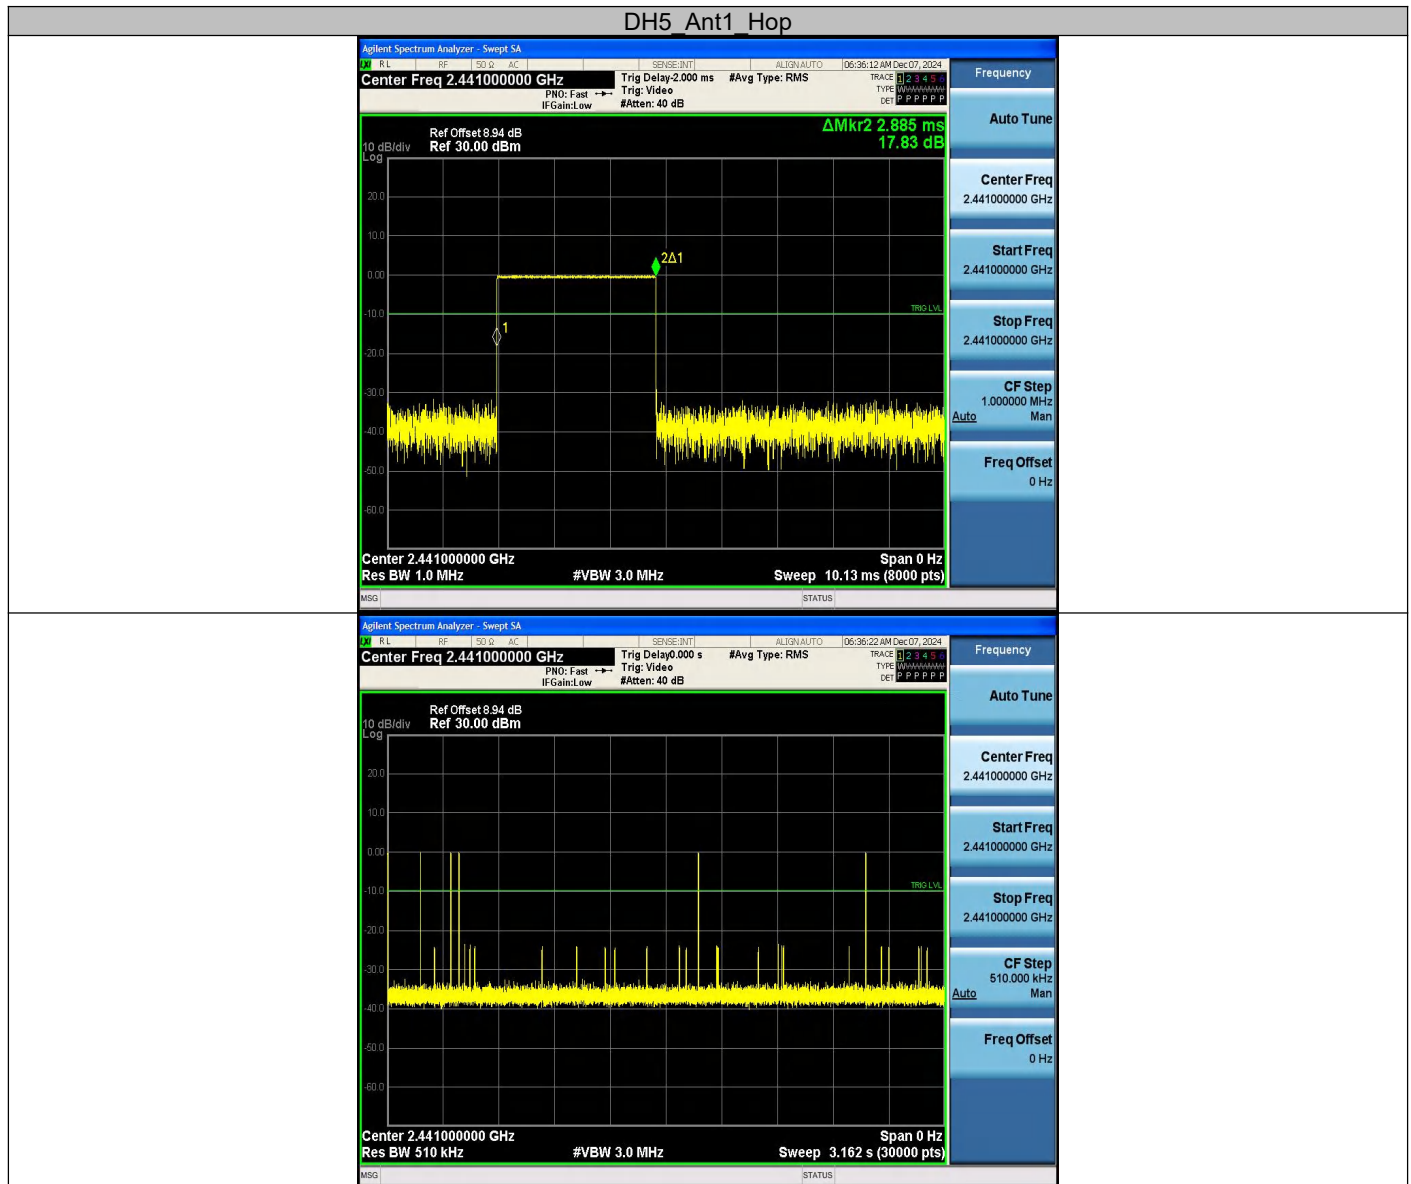 DH5_Ant1_Hop
Agilent Spectrum Analyzer - Swept SA
LXI RL RF 50 Ω AC SENSE:INT ALIGNAUTO 06:36:12 AM Dec 07, 2024
Center Freq 2.441000000 GHz
PNO: Fast
IFGain:Low
Trig Delay-2.000 ms
Trig: Video
#Atten: 40 dB
#Avg Type: RMS
TRACE 1 2 3 4 5 6
TYPE
DET P P P P P P
Frequency
Auto Tune
Center Freq
2.441000000 GHz
Start Freq
2.441000000 GHz
Stop Freq
2.441000000 GHz
CF Step
1.000000 MHz
Auto Man
Freq Offset
0 Hz
ΔMkr2 2.885 ms
17.83 dB
Ref Offset 8.94 dB
10 dB/div Ref 30.00 dBm
Log
20.0
10.0
0.00
-10.0
-20.0
-30.0
-40.0
-50.0
-60.0
2Δ1
TRIG LVL
1
Center 2.441000000 GHz Span 0 Hz
Res BW 1.0 MHz #VBW 3.0 MHz Sweep 10.13 ms (8000 pts)
MSG STATUS
Agilent Spectrum Analyzer - Swept SA
LXI RL RF 50 Ω AC SENSE:INT ALIGNAUTO 06:36:22 AM Dec 07, 2024
Center Freq 2.441000000 GHz
PNO: Fast
IFGain:Low
Trig Delay0.000 s
Trig: Video
#Atten: 40 dB
#Avg Type: RMS
TRACE 1 2 3 4 5 6
TYPE
DET P P P P P P
Frequency
Auto Tune
Center Freq
2.441000000 GHz
Start Freq
2.441000000 GHz
Stop Freq
2.441000000 GHz
CF Step
510.000 kHz
Auto Man
Freq Offset
0 Hz
Ref Offset 8.94 dB
10 dB/div Ref 30.00 dBm
Log
20.0
10.0
0.00
-10.0
-20.0
-30.0
-40.0
-50.0
-60.0
TRIG LVL
Center 2.441000000 GHz Span 0 Hz
Res BW 510 kHz #VBW 3.0 MHz Sweep 3.162 s (30000 pts)
MSG STATUS